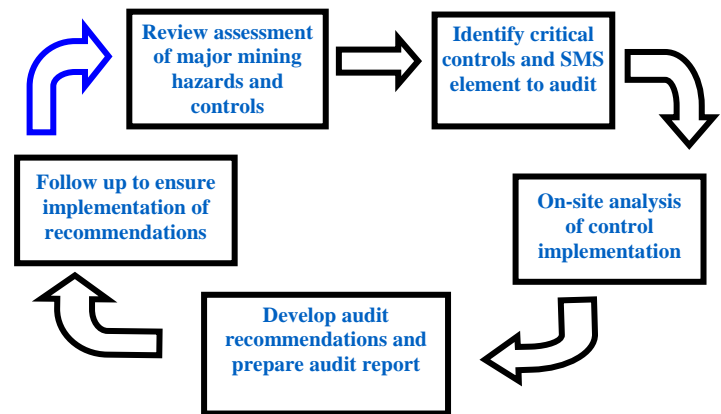 Review assessment
of major mining
hazards and
controls
Identify critical
controls and SMS
element to audit
On-site analysis
of control
implementation
Develop audit
recommendations and
prepare audit report
Follow up to ensure
implementation of
recommendations